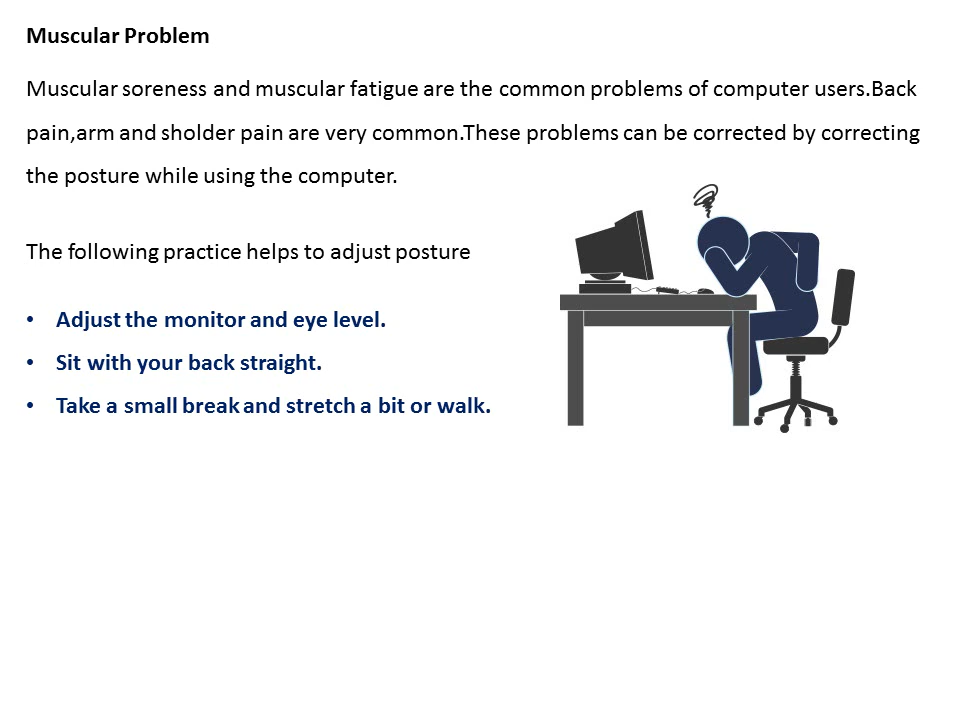 Muscular Problem
Muscular soreness and muscular fatigue are the common problems of computer users.Back
pain,arm and sholder pain are very common.These problems can be corrected by correcting
the posture while using the computer.
The following practice helps to adjust posture
• Adjust the monitor and eye level.
• Sit with your back straight.
• Take a small break and stretch a bit or walk.